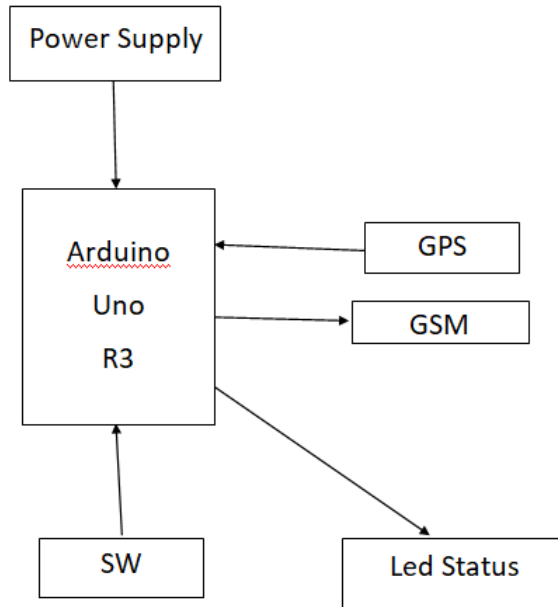 Power Supply
Arduino
Uno
R3
GPS
GSM
SW
Led Status